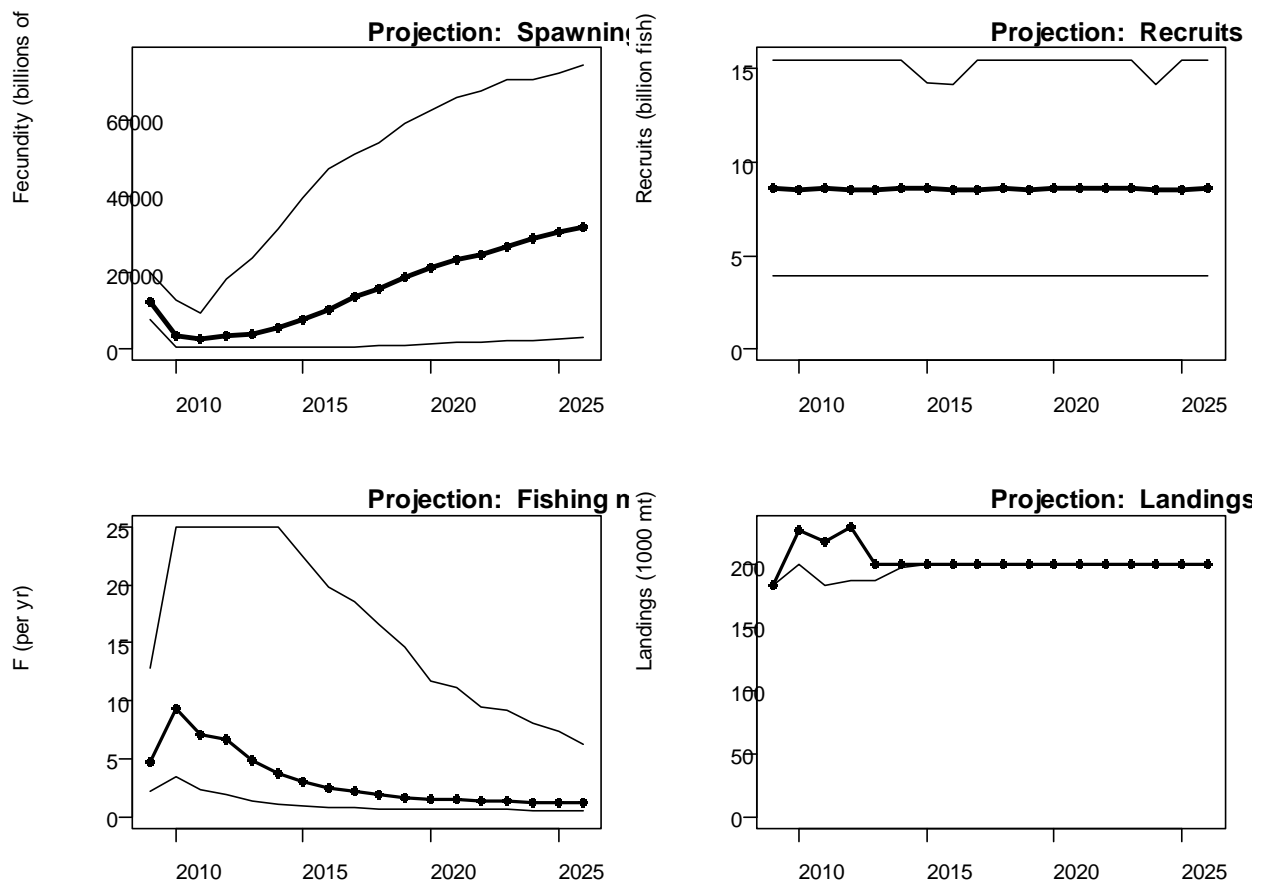 Projection: Spawning
Fecundity (billions of
60000
40000
20000
0
2010 2015 2020 2025
Projection: Recruits
Recruits (billion fish)
15
10
5
0
2010 2015 2020 2025
Projection: Fishing m
F (per yr)
25
20
15
10
5
0
2010 2015 2020 2025
Projection: Landings
Landings (1000 mt)
200
150
100
50
0
2010 2015 2020 2025